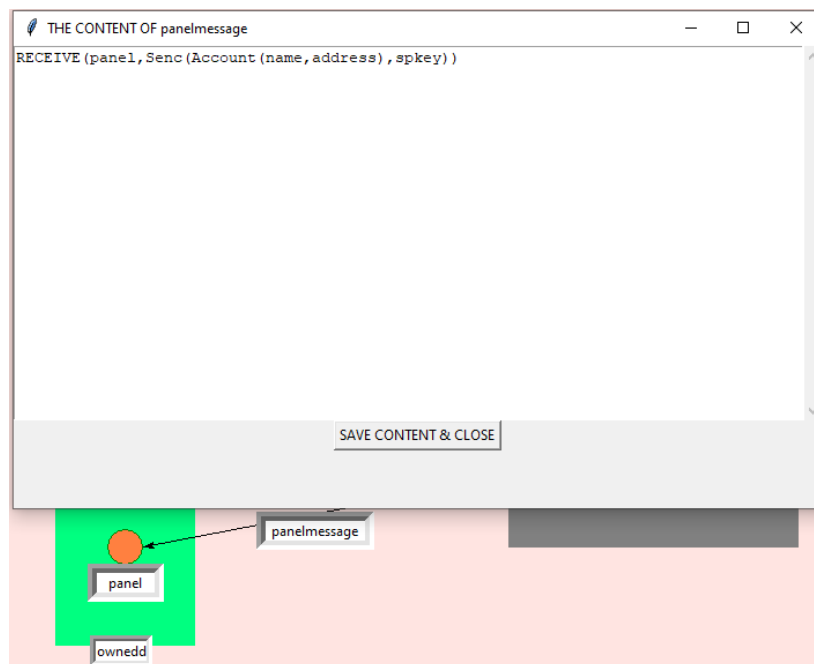 THE CONTENT OF panelmessage
RECEIVE(panel,Senc(Account(name,address),spkey))
SAVE CONTENT & CLOSE
panelmessage
panel
ownedd